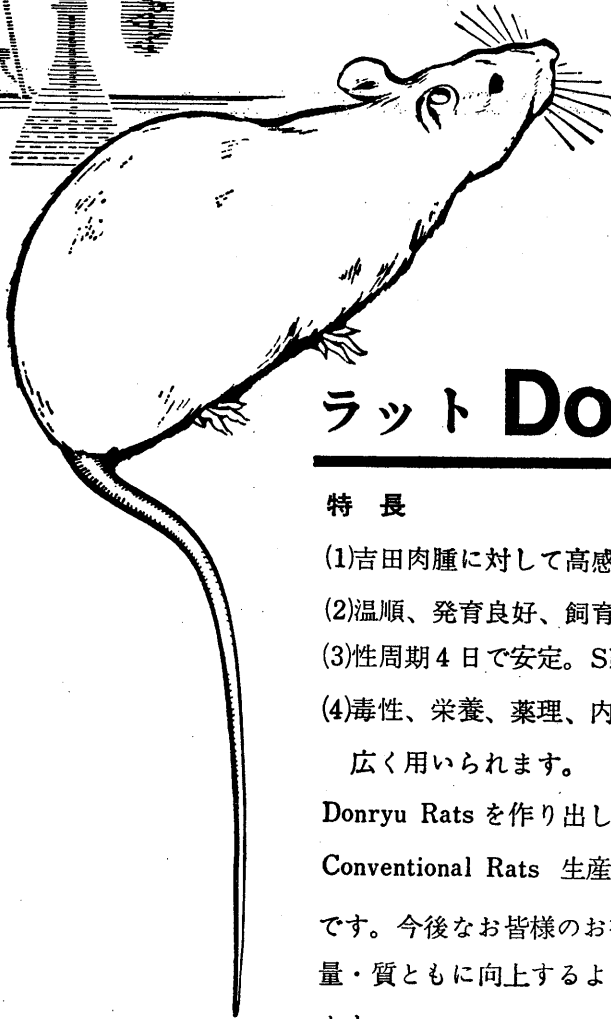 ラット Do
特 長
(1)吉田肉腫に対して高感
(2)温順、発育良好、飼育
(3)性周期4日で安定。S
(4)毒性、栄養、薬理、内
広く用いられます。
Donryu Rats を作り出し
Conventional Rats 生産
です。今後なお皆様のお
量・質ともに向上するよ